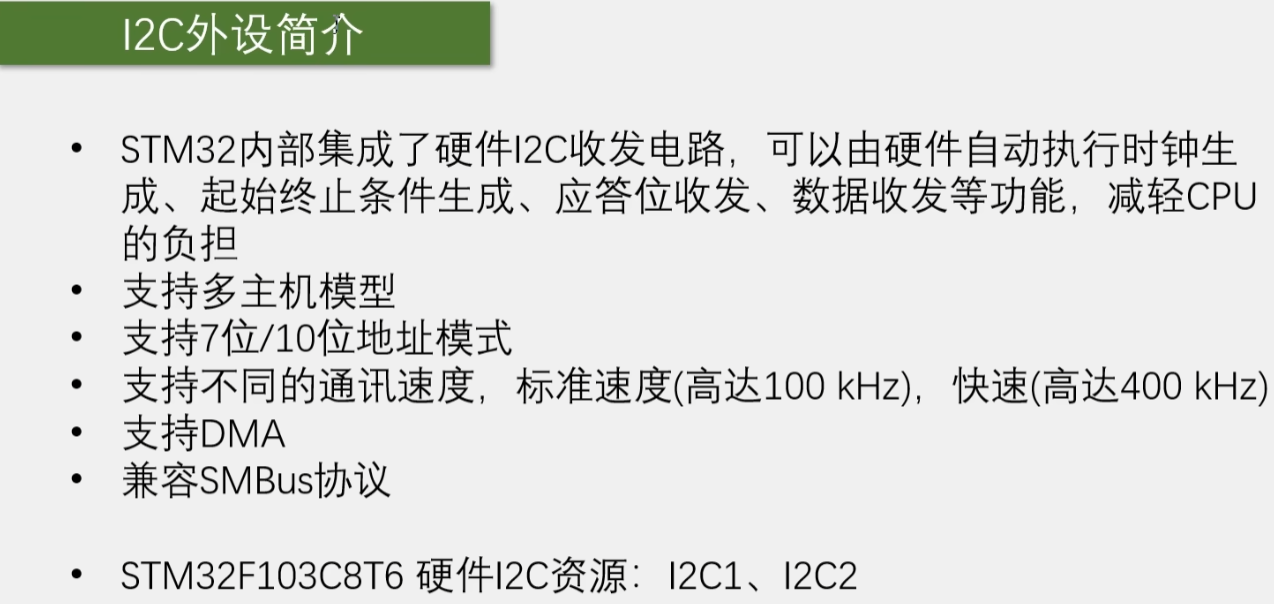 I2C外设简介
• STM32内部集成了硬件I2C收发电路，可以由硬件自动执行时钟生
成、起始终止条件生成、应答位收发、数据收发等功能，减轻CPU
的负担
• 支持多主机模型
• 支持7位/10位地址模式
• 支持不同的通讯速度，标准速度(高达100 kHz)，快速(高达400 kHz)
• 支持DMA
• 兼容SMBus协议
• STM32F103C8T6 硬件I2C资源：I2C1、I2C2